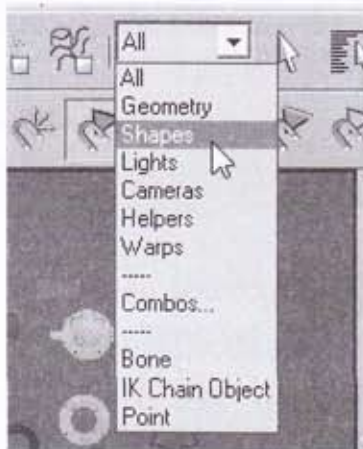 All
All
Geometry
Shapes
Lights
Cameras
Helpers
Warps
-----
Combos...
-----
Bone
IK Chain Object
Point